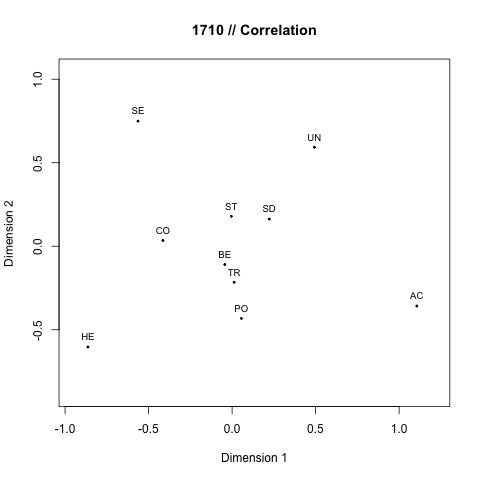 1710 // Correlation
1.0
SE
UN
0.5
ST
SD
CO
0.0
BE
TR
PO
AC
-0.5
HE
Dimension 2
-1.0 -0.5 0.0 0.5 1.0
Dimension 1